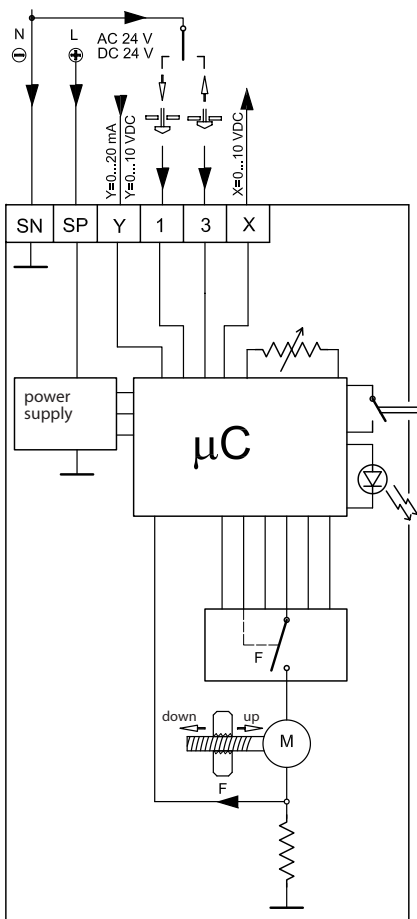 N
L
AC 24 V
DC 24 V
Y=0...20 mA
Y=0...10 VDC
X=0...10 VDC
SN
SP
Y
1
3
X
power
supply
µC
F
down
up
M
F